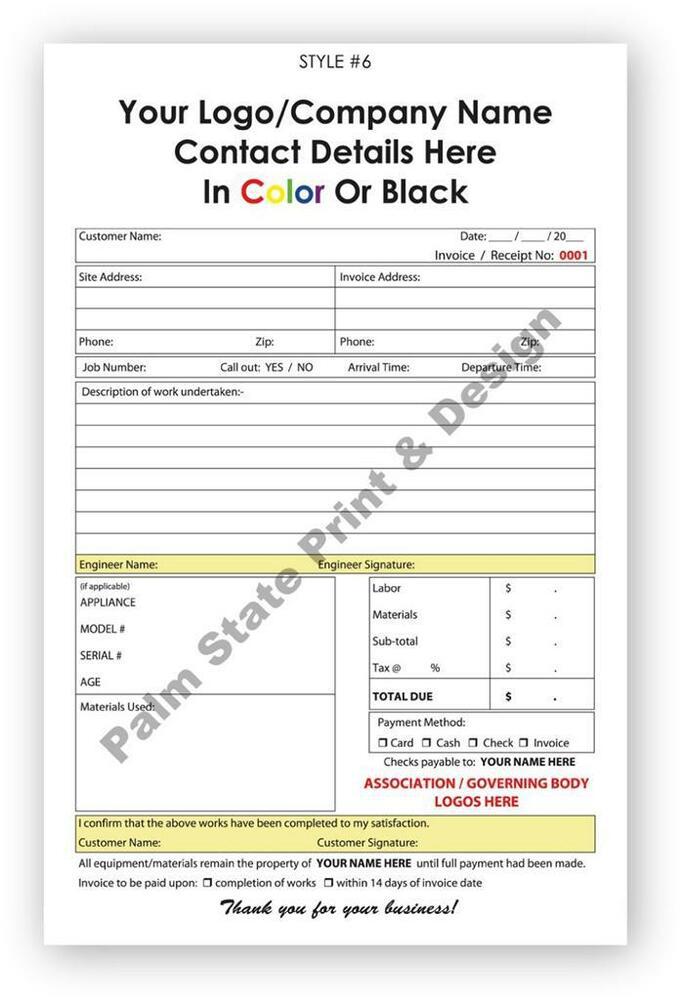 STYLE #6
Your Logo/Company Name
Contact Details Here
In Color Or Black
Customer Name: Date: ____ / ____ / 20___
Invoice / Receipt No: 0001
Site Address: Invoice Address:
Phone: Zip: Phone: Zip:
Job Number: Call out: YES / NO Arrival Time: Departure Time:
Description of work undertaken:-
Engineer Name: Engineer Signature:
(if applicable)
APPLIANCE
MODEL #
SERIAL #
AGE
Materials Used:
Labor $ .
Materials $ .
Sub-total $ .
Tax @ % $ .
TOTAL DUE $ .
Payment Method:
☐ Card ☐ Cash ☐ Check ☐ Invoice
Checks payable to: YOUR NAME HERE
ASSOCIATION / GOVERNING BODY
LOGOS HERE
I confirm that the above works have been completed to my satisfaction.
Customer Name: Customer Signature:
All equipment/materials remain the property of YOUR NAME HERE until full payment had been made.
Invoice to be paid upon: ☐ completion of works ☐ within 14 days of invoice date
Thank you for your business!
Palm State Print & Design